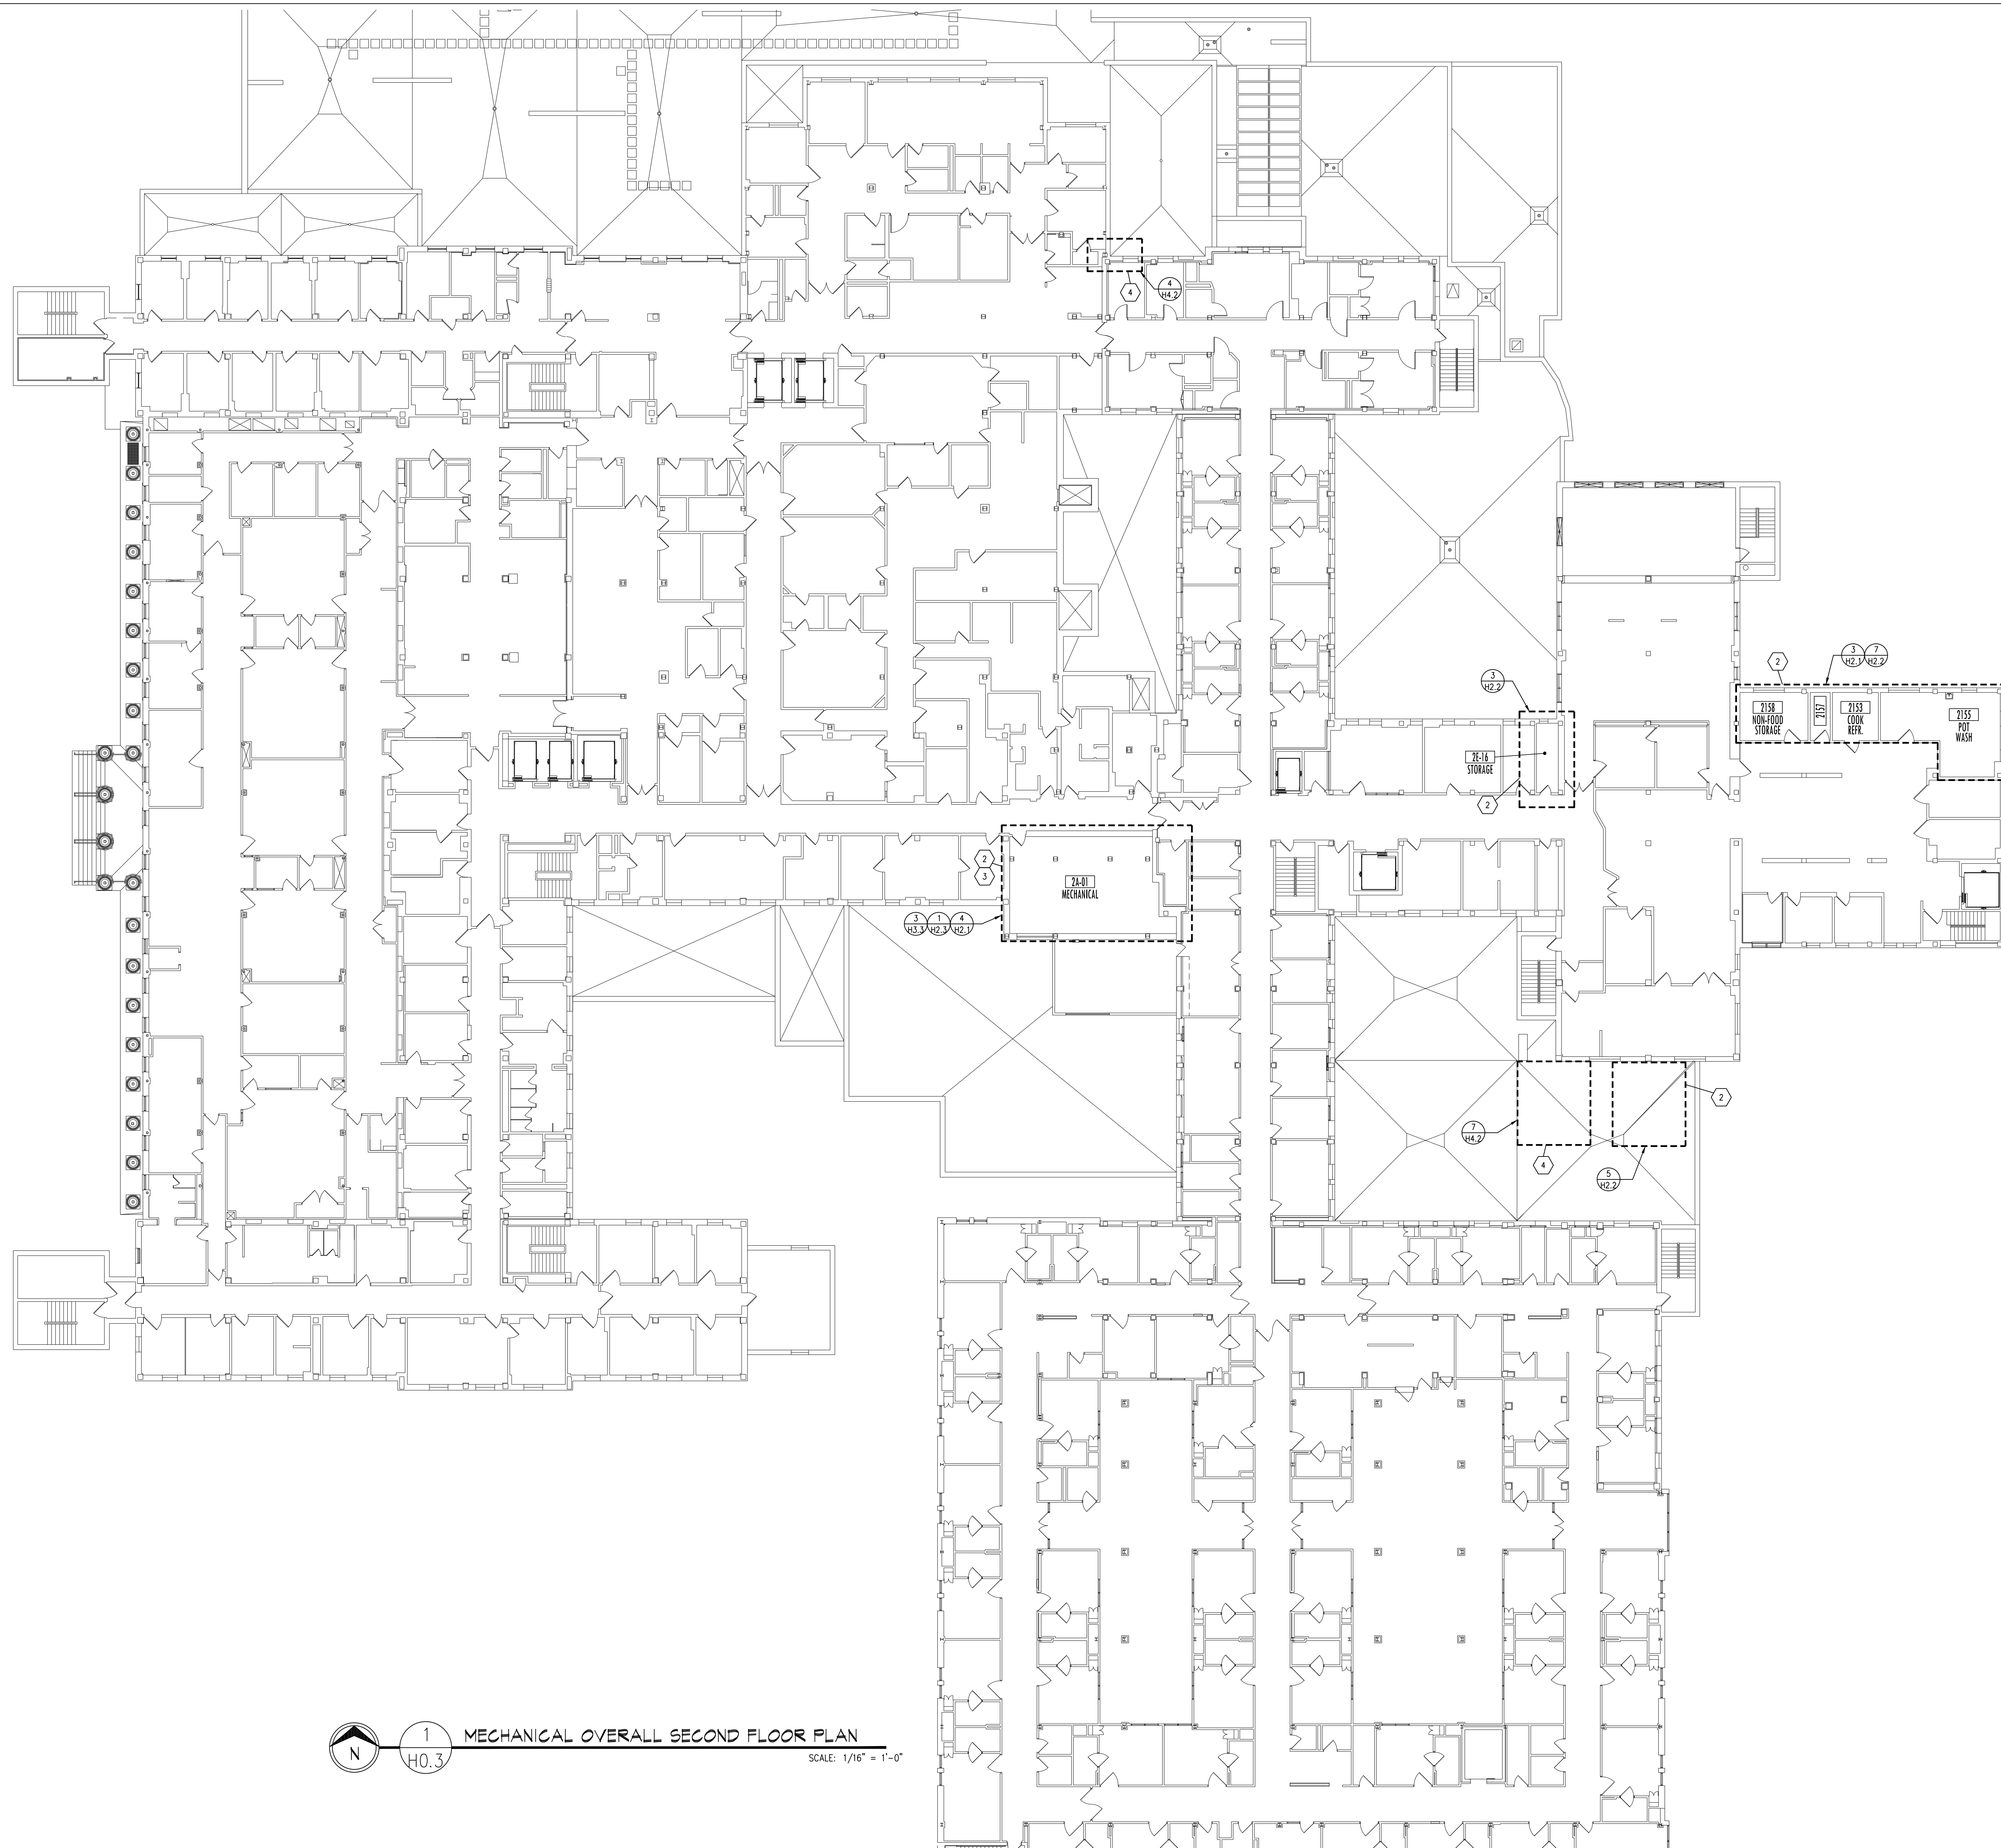 4
4
H4.2
3
H2.2
2
3
H2.1
7
H2.2
2158
NON-FOOD
STORAGE
2157
2153
COOK
REFR.
2155
POT
WASH
2E-16
STORAGE
2
2
3
2A-01
MECHANICAL
3
H3.3
1
H2.3
4
H2.1
2
7
H4.2
4
5
H2.2
N
1
H0.3
MECHANICAL OVERALL SECOND FLOOR PLAN
SCALE: 1/16" = 1'-0"